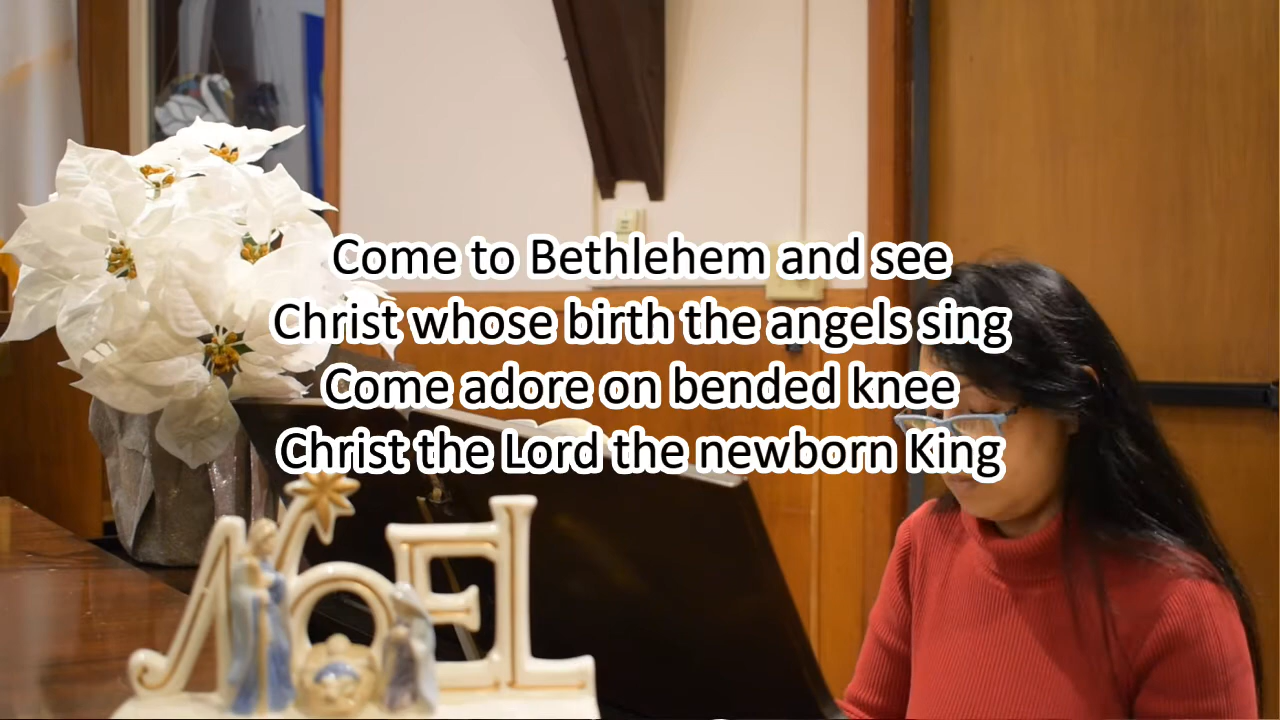 Come to Bethlehem and see
Christ whose birth the angels sing
Come adore on bended knee
Christ the Lord the newborn King
NOEL